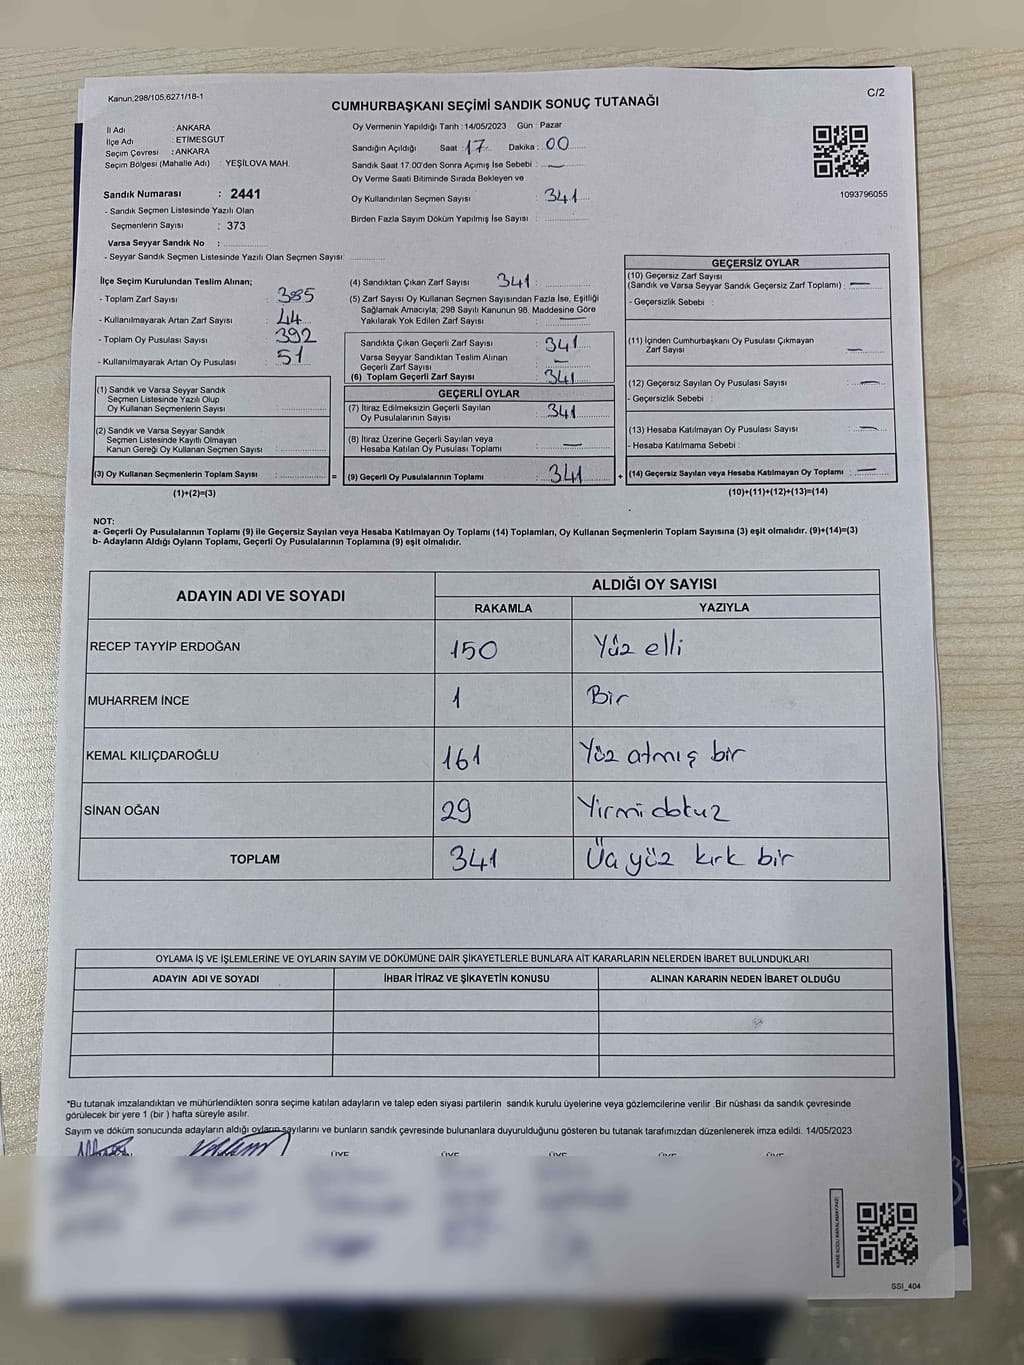 Kanun,298/105,6271/18-1
C/2
CUMHURBAŞKANI SEÇİMİ SANDIK SONUÇ TUTANAĞI
İl Adı : ANKARA
İlçe Adı : ETİMESGUT
Seçim Çevresi : ANKARA
Seçim Bölgesi (Mahalle Adı) : YEŞİLOVA MAH.
Sandık Numarası : 2441
- Sandık Seçmen Listesinde Yazılı Olan
Seçmenlerin Sayısı : 373
Varsa Seyyar Sandık No :
- Seyyar Sandık Seçmen Listesinde Yazılı Olan Seçmen Sayısı:
Oy Vermenin Yapıldığı Tarih :14/05/2023 Gün : Pazar
Sandığın Açıldığı Saat : 17 Dakika : 00
Sandık Saat 17.00'den Sonra Açımış İse Sebebi : —
Oy Verme Saati Bitiminde Sırada Bekleyen ve
Oy Kullandırılan Seçmen Sayısı : 341
Birden Fazla Sayım Döküm Yapılmış İse Sayısı :
1093796055
İlçe Seçim Kurulundan Teslim Alınan;
- Toplam Zarf Sayısı : 385
- Kullanılmayarak Artan Zarf Sayısı : 44
- Toplam Oy Pusulası Sayısı : 392
- Kullanılmayarak Artan Oy Pusulası : 51
(1) Sandık ve Varsa Seyyar Sandık
Seçmen Listesinde Yazılı Olup
Oy Kullanan Seçmenlerin Sayısı :
(2) Sandık ve Varsa Seyyar Sandık
Seçmen Listesinde Kayıtlı Olmayan
Kanun Gereği Oy Kullanan Seçmen Sayısı :
(3) Oy Kullanan Seçmenlerin Toplam Sayısı :
(1)+(2)=(3)
(4) Sandıktan Çıkan Zarf Sayısı 341
(5) Zarf Sayısı Oy Kullanan Seçmen Sayısından Fazla İse, Eşitliği
Sağlamak Amacıyla; 298 Sayılı Kanunun 98. Maddesine Göre
Yakılarak Yok Edilen Zarf Sayısı : —
Sandıkta Çıkan Geçerli Zarf Sayısı : 341
Varsa Seyyar Sandıktan Teslim Alınan
Geçerli Zarf Sayısı : —
(6) Toplam Geçerli Zarf Sayısı : 341
GEÇERLİ OYLAR
(7) İtiraz Edilmeksizin Geçerli Sayılan
Oy Pusulalarının Sayısı : 341
(8) İtiraz Üzerine Geçerli Sayılan veya
Hesaba Katılan Oy Pusulası Toplamı : —
= (9) Geçerli Oy Pusulalarının Toplamı : 341 +
GEÇERSİZ OYLAR
(10) Geçersiz Zarf Sayısı
(Sandık ve Varsa Seyyar Sandık Geçersiz Zarf Toplamı) : —
- Geçersizlik Sebebi :
(11) İçinden Cumhurbaşkanı Oy Pusulası Çıkmayan
Zarf Sayısı : —
(12) Geçersiz Sayılan Oy Pusulası Sayısı : —
- Geçersizlik Sebebi :
(13) Hesaba Katılmayan Oy Pusulası Sayısı : —
- Hesaba Katılmama Sebebi :
(14) Geçersiz Sayılan veya Hesaba Katılmayan Oy Toplamı : —
(10)+(11)+(12)+(13)=(14)
NOT:
a- Geçerli Oy Pusulalarının Toplamı (9) ile Geçersiz Sayılan veya Hesaba Katılmayan Oy Toplamı (14) Toplamları, Oy Kullanan Seçmenlerin Toplam Sayısına (3) eşit olmalıdır. (9)+(14)=(3)
b- Adayların Aldığı Oyların Toplamı, Geçerli Oy Pusulalarının Toplamına (9) eşit olmalıdır.
ADAYIN ADI VE SOYADI
ALDIĞI OY SAYISI
RAKAMLA YAZIYLA
RECEP TAYYİP ERDOĞAN 150 Yüz elli
MUHARREM İNCE 1 Bir
KEMAL KILIÇDAROĞLU 161 Yüz atmış bir
SİNAN OĞAN 29 Yirmi dokuz
TOPLAM 341 Üç yüz kırk bir
OYLAMA İŞ VE İŞLEMLERİNE VE OYLARIN SAYIM VE DÖKÜMÜNE DAİR ŞİKAYETLERLE BUNLARA AİT KARARLARIN NELERDEN İBARET BULUNDUKLARI
ADAYIN ADI VE SOYADI İHBAR İTİRAZ VE ŞİKAYETİN KONUSU ALINAN KARARIN NEDEN İBARET OLDUĞU
*Bu tutanak imzalandıktan ve mühürlendikten sonra seçime katılan adayların ve talep eden siyasi partilerin sandık kurulu üyelerine veya gözlemcilerine verilir .Bir nüshası da sandık çevresinde
görülecek bir yere 1 (bir ) hafta süreyle asılır.
Sayım ve döküm sonucunda adayların aldığı oyların sayılarını ve bunların sandık çevresinde bulunanlara duyurulduğunu gösteren bu tutanak tarafımızdan düzenlenerek imza edildi. 14/05/2023
ÜYE ÜYE ÜYE ÜYE ÜYE
SSI_404